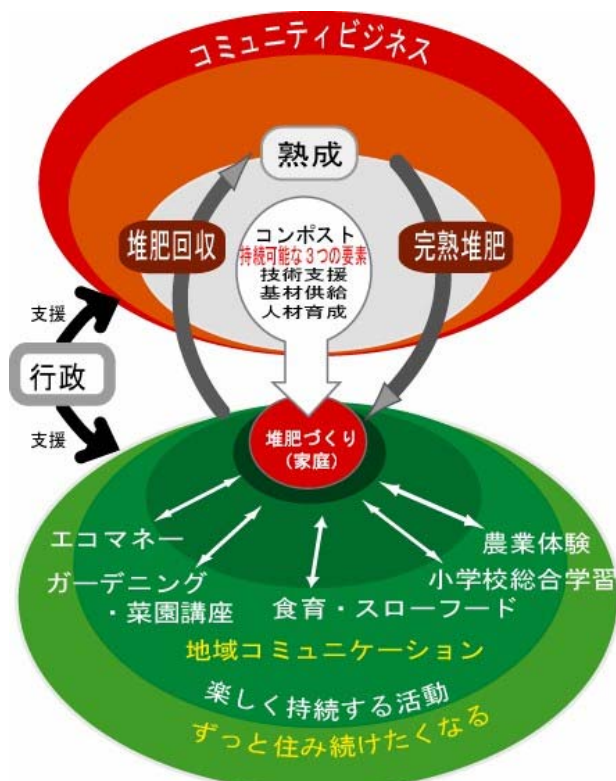 コミュニティビジネス
熟成
堆肥回収
完熟堆肥
コンポスト
持続可能な３つの要素
技術支援
基材供給
人材育成
支援
行政
支援
堆肥づくり
（家庭）
エコマネー
農業体験
ガーデニング
・菜園講座
小学校総合学習
食育・スローフード
地域コミュニケーション
楽しく持続する活動
ずっと住み続けたくなる